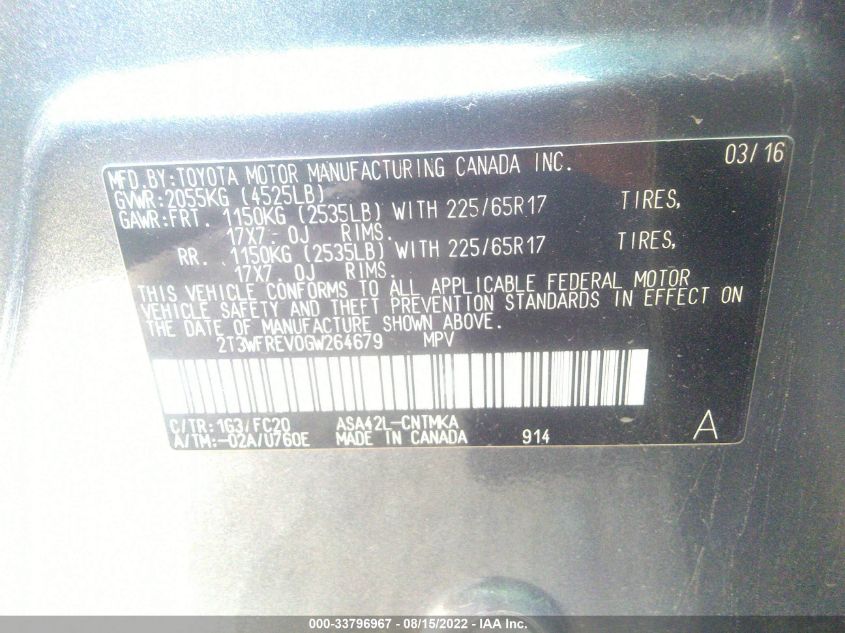 MFD.BY:TOYOTA MOTOR MANUFACTURING CANADA INC. 03/16
GVWR:2055KG (4525LB)
GAWR:FRT. 1150KG (2535LB) WITH 225/65R17 TIRES,
17X7.0J RIMS.
RR. 1150KG (2535LB) WITH 225/65R17 TIRES,
17X7.0J RIMS.
THIS VEHICLE CONFORMS TO ALL APPLICABLE FEDERAL MOTOR
VEHICLE SAFETY AND THEFT PREVENTION STANDARDS IN EFFECT ON
THE DATE OF MANUFACTURE SHOWN ABOVE.
2T3WFREV0GW264679 MPV
C/TR:1G3/FC20 ASA42L-CNTMKA
A/TM:-02A/U760E MADE IN CANADA 914 A
000-33796967 - 08/15/2022 - IAA Inc.